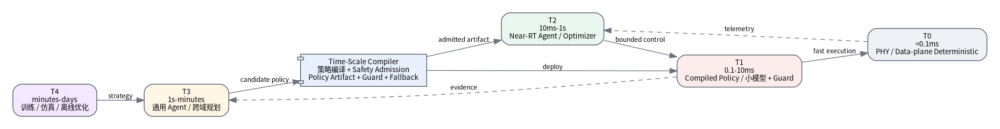 T4
minutes-days
训练 / 仿真 / 离线优化
strategy
T3
1s-minutes
通用 Agent / 跨域规划
candidate policy
Time-Scale Compiler
策略编译 + Safety Admission
Policy Artifact + Guard + Fallback
admitted artifact
deploy
evidence
T2
10ms-1s
Near-RT Agent / Optimizer
bounded control
telemetry
T1
0.1-10ms
Compiled Policy / 小模型 + Guard
fast execution
T0
<0.1ms
PHY / Data-plane Deterministic